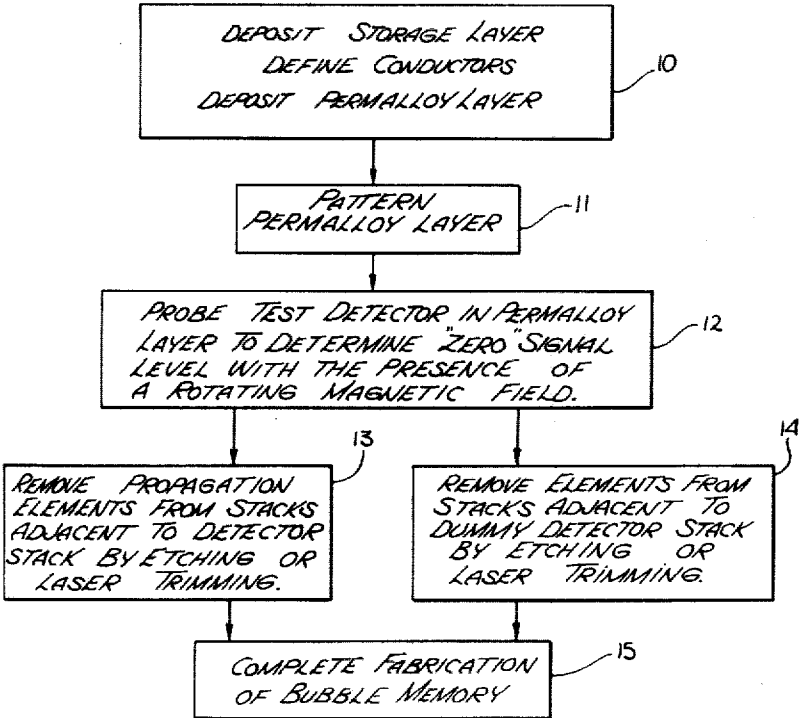 DEPOSIT STORAGE LAYER
DEFINE CONDUCTORS
DEPOSIT PERMALLOY LAYER
10
PATTERN
PERMALLOY LAYER
11
PROBE TEST DETECTOR IN PERMALLOY
LAYER TO DETERMINE "ZERO" SIGNAL
LEVEL WITH THE PRESENCE OF
A ROTATING MAGNETIC FIELD.
12
13
REMOVE PROPAGATION
ELEMENTS FROM STACKS
ADJACENT TO DETECTOR
STACK BY ETCHING OR
LASER TRIMMING.
14
REMOVE ELEMENTS FROM
STACKS ADJACENT TO
DUMMY DETECTOR STACK
BY ETCHING OR
LASER TRIMMING.
COMPLETE FABRICATION
OF BUBBLE MEMORY
15